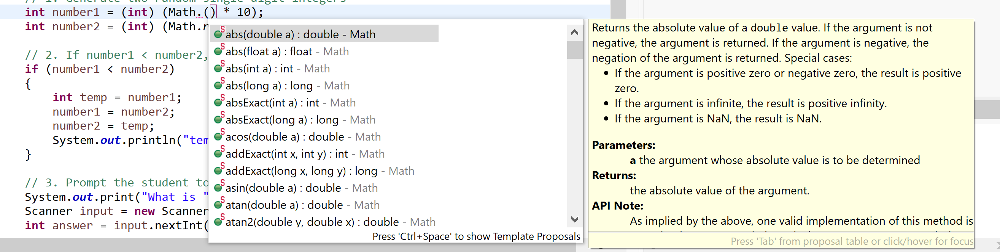 // 1. Generate two random single-digit integers
int number1 = (int) (Math.() * 10);
int number2 = (int) (Math.r
// 2. If number1 < number2,
if (number1 < number2)
{
int temp = number1;
number1 = number2;
number2 = temp;
System.out.println("tem
}
// 3. Prompt the student to
System.out.print("What is "
Scanner input = new Scanner
int answer = input.nextInt(
abs(double a) : double - Math
abs(float a) : float - Math
abs(int a) : int - Math
abs(long a) : long - Math
absExact(int a) : int - Math
absExact(long a) : long - Math
acos(double a) : double - Math
addExact(int x, int y) : int - Math
addExact(long x, long y) : long - Math
asin(double a) : double - Math
atan(double a) : double - Math
atan2(double y, double x) : double - Math
Press 'Ctrl+Space' to show Template Proposals
Returns the absolute value of a double value. If the argument is not
negative, the argument is returned. If the argument is negative, the
negation of the argument is returned. Special cases:
• If the argument is positive zero or negative zero, the result is positive
zero.
• If the argument is infinite, the result is positive infinity.
• If the argument is NaN, the result is NaN.
Parameters:
a the argument whose absolute value is to be determined
Returns:
the absolute value of the argument.
API Note:
As implied by the above, one valid implementation of this method is
Press 'Tab' from proposal table or click/hover for focus